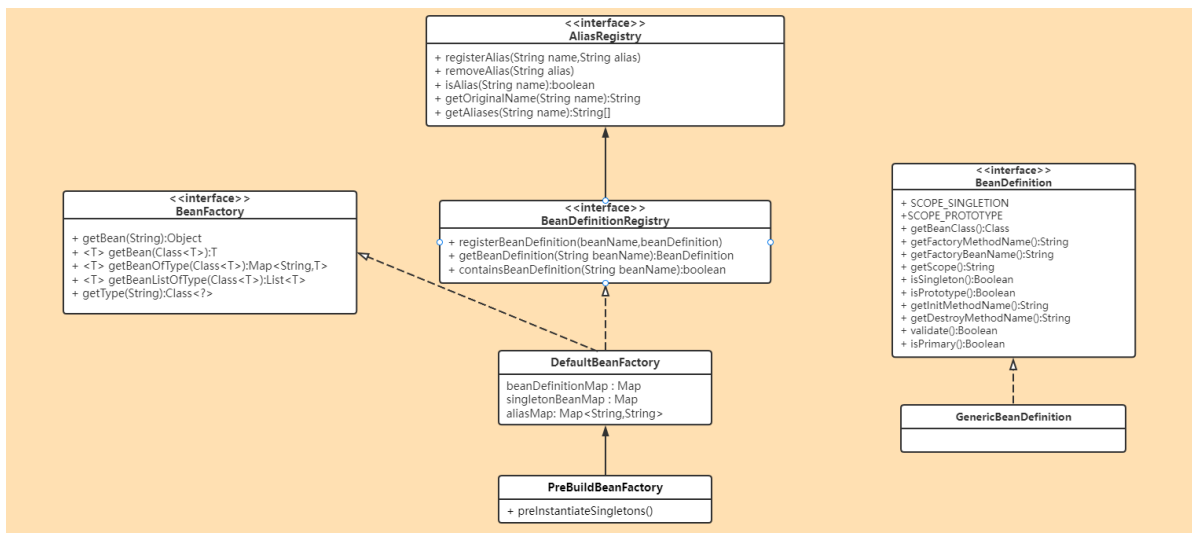 <<interface>>
AliasRegistry
+ registerAlias(String name,String alias)
+ removeAlias(String alias)
+ isAlias(String name):boolean
+ getOriginalName(String name):String
+ getAliases(String name):String[]
<<interface>>
BeanFactory
+ getBean(String):Object
+ <T> getBean(Class<T>):T
+ <T> getBeanOfType(Class<T>):Map<String,T>
+ <T> getBeanListOfType(Class<T>):List<T>
+ getType(String):Class<?>
<<interface>>
BeanDefinitionRegistry
+ registerBeanDefinition(beanName,beanDefinition)
+ getBeanDefinition(String beanName):BeanDefinition
+ containsBeanDefinition(String beanName):boolean
<<interface>>
BeanDefinition
+ SCOPE_SINGLETION
+SCOPE_PROTOTYPE
+ getBeanClass():Class
+ getFactoryMethodName():String
+ getFactoryBeanName():String
+ getScope():String
+ isSingleton():Boolean
+ isPrototype():Boolean
+ getInitMethodName():String
+ getDestroyMethodName():String
+ validate():Boolean
+ isPrimary():Boolean
DefaultBeanFactory
beanDefinitionMap : Map
singletonBeanMap : Map
aliasMap: Map<String,String>
GenericBeanDefinition
PreBuildBeanFactory
+ preInstantiateSingletons()